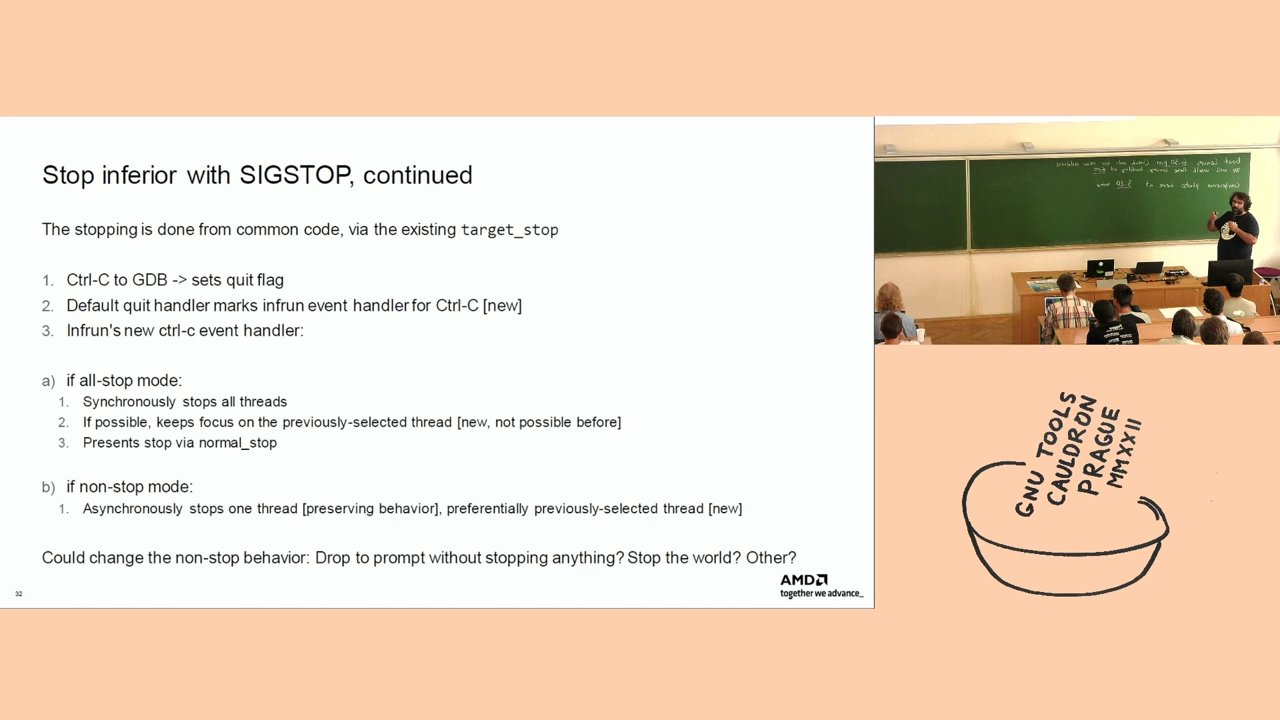 Stop inferior with SIGSTOP, continued
The stopping is done from common code, via the existing target_stop
1. Ctrl-C to GDB -> sets quit flag
2. Default quit handler marks infrun event handler for Ctrl-C [new]
3. Infrun's new ctrl-c event handler:
a) if all-stop mode:
1. Synchronously stops all threads
2. If possible, keeps focus on the previously-selected thread [new, not possible before]
3. Presents stop via normal_stop
b) if non-stop mode:
1. Asynchronously stops one thread [preserving behavior], preferentially previously-selected thread [new]
Could change the non-stop behavior: Drop to prompt without stopping anything? Stop the world? Other?
AMD
together we advance_
32
GNU TOOLS
CAULDRON
PRAGUE
MMXXII